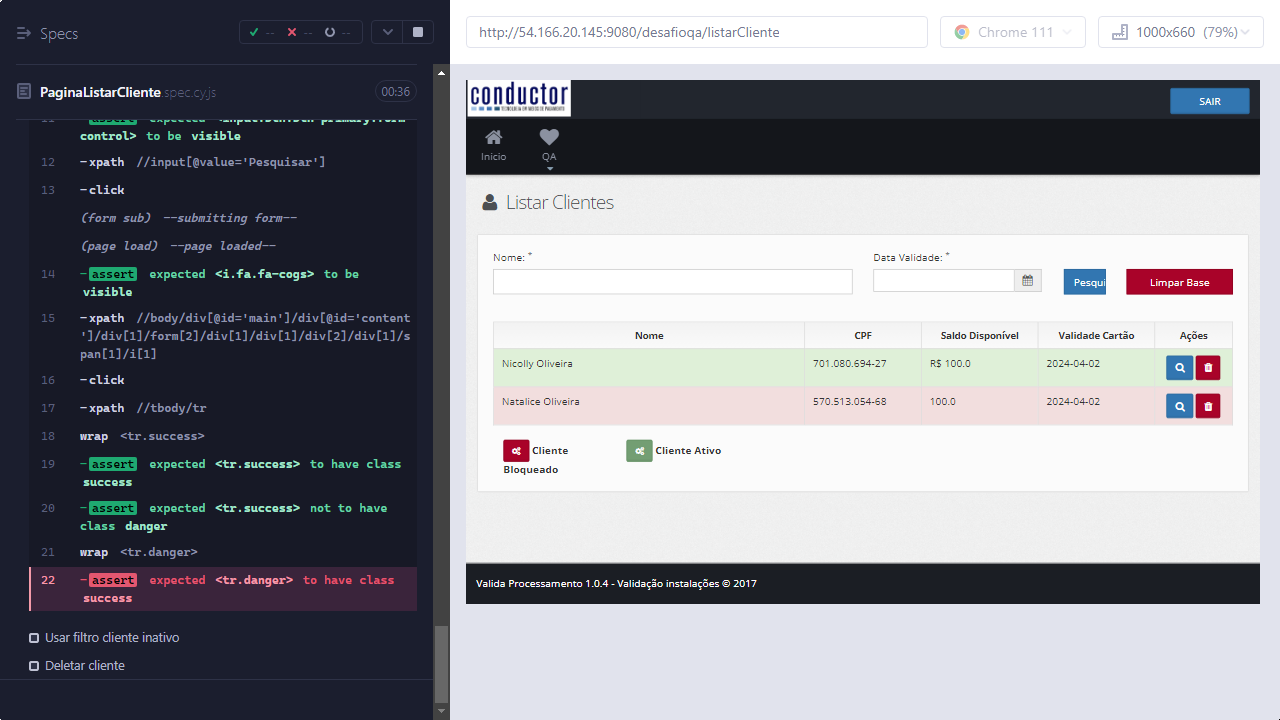 Specs
-- -- --
PaginaListarCliente.spec.cy.js
00:36
11 -assert expected <input.btn.btn-primary.form-
control> to be visible
12 -xpath //input[@value='Pesquisar']
13 -click
(form sub) --submitting form--
(page load) --page loaded--
14 -assert expected <i.fa.fa-cogs> to be
visible
15 -xpath //body/div[@id='main']/div[@id='content
']/div[1]/form[2]/div[1]/div[1]/div[2]/div[1]/s
pan[1]/i[1]
16 -click
17 -xpath //tbody/tr
18 wrap <tr.success>
19 -assert expected <tr.success> to have class
success
20 -assert expected <tr.success> not to have
class danger
21 wrap <tr.danger>
22 -assert expected <tr.danger> to have class
success
Usar filtro cliente inativo
Deletar cliente
http://54.166.20.145:9080/desafioqa/listarCliente
Chrome 111
1000x660 (79%)
conductor
TECNOLOGIA EM MEIOS DE PAGAMENTO
SAIR
Inicio
QA
Listar Clientes
Nome: *
Data Validade: *
Pesqui
Limpar Base
Nome CPF Saldo Disponível Validade Cartão Ações
Nicolly Oliveira 701.080.694-27 R$ 100.0 2024-04-02
Natalice Oliveira 570.513.054-68 100.0 2024-04-02
Cliente
Bloqueado
Cliente Ativo
Valida Processamento 1.0.4 - Validação instalações © 2017